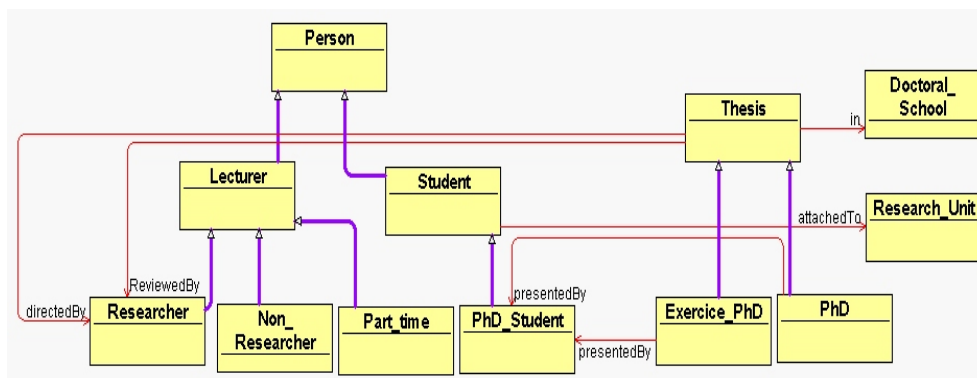 Person
Doctoral_
School
Thesis
in
Lecturer
Student
Research_Unit
attachedTo
ReviewedBy
directedBy
Researcher
Non_
Researcher
Part_time
PhD_Student
presentedBy
Exercice_PhD
PhD
presentedBy